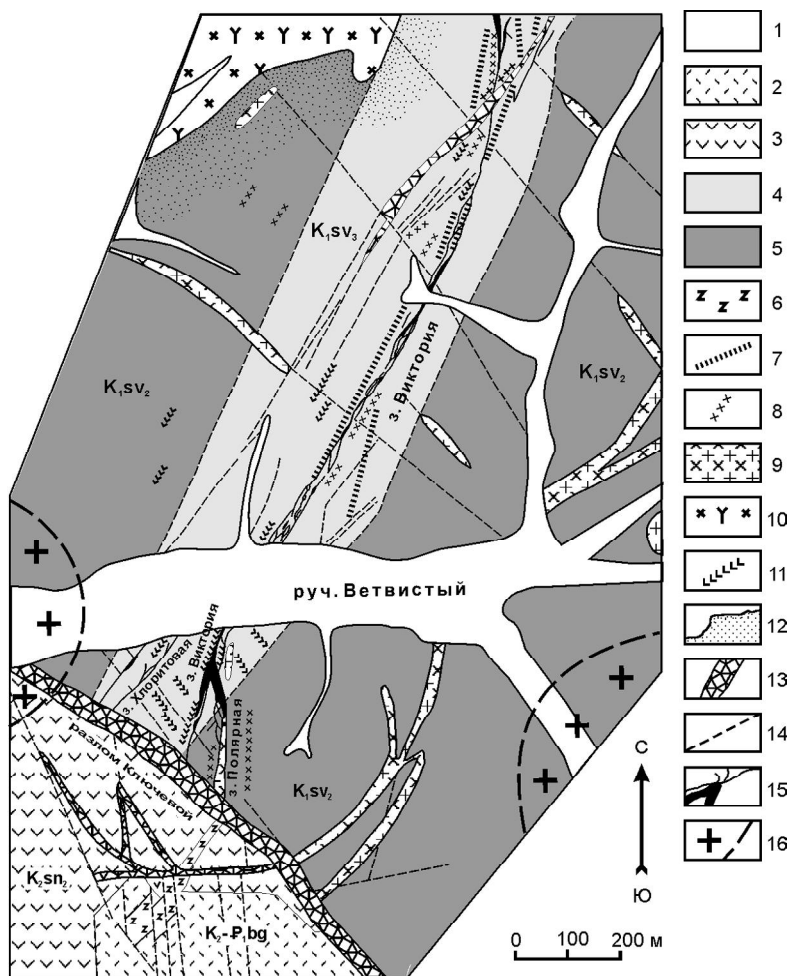 K₁sv₃
K₁sv₂
K₁sv₂
з. Виктория
руч. Ветвистый
з. Хлоритовая
з. Виктория
з. Полярная
разлом Ключевой
K₁sv₂
K₂sn₂
K₂-P₁bg
С
Ю
0 100 200 м
1
2
3
4
5
6
7
8
9
10
11
12
13
14
15
16